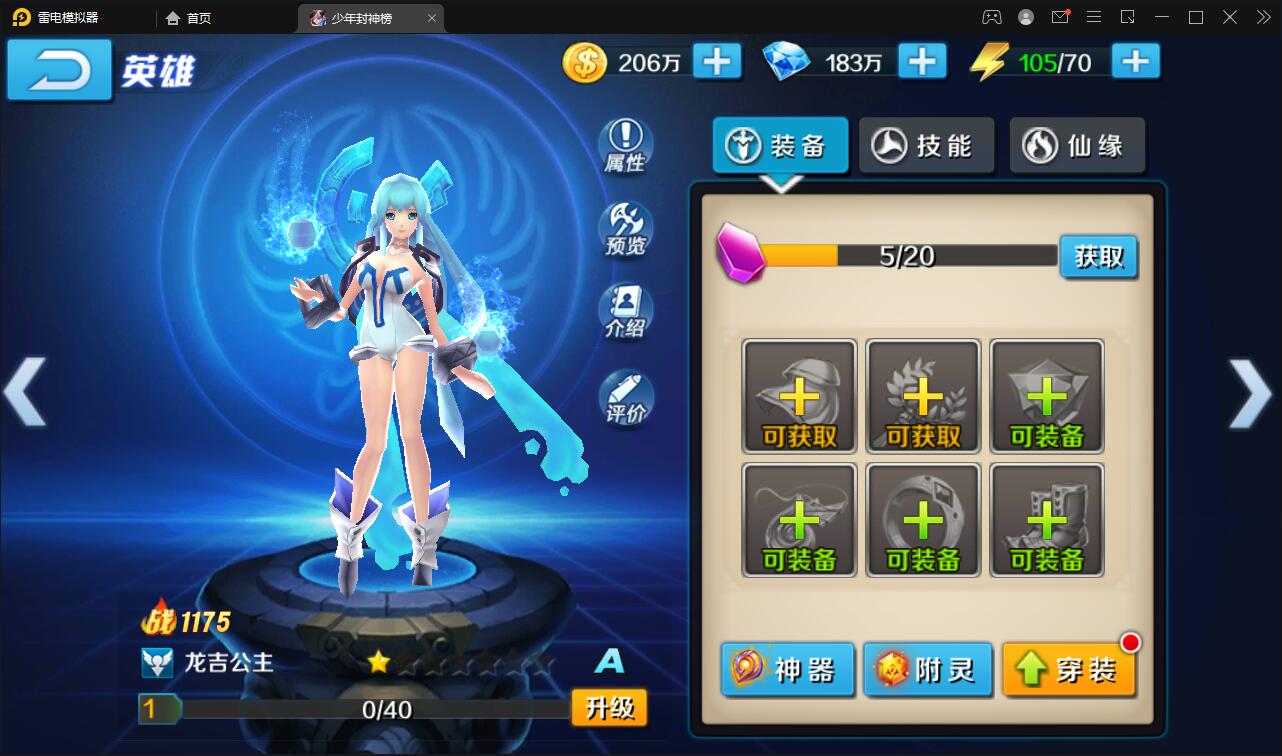 雷电模拟器 首页 少年封神榜
英雄 206万 183万 105/70
属性
预览
介绍
评价
装备 技能 仙缘
5/20 获取
可获取 可获取 可装备
可装备 可装备 可装备
神器 附灵 穿装
战1175
龙吉公主 A
1 0/40 升级